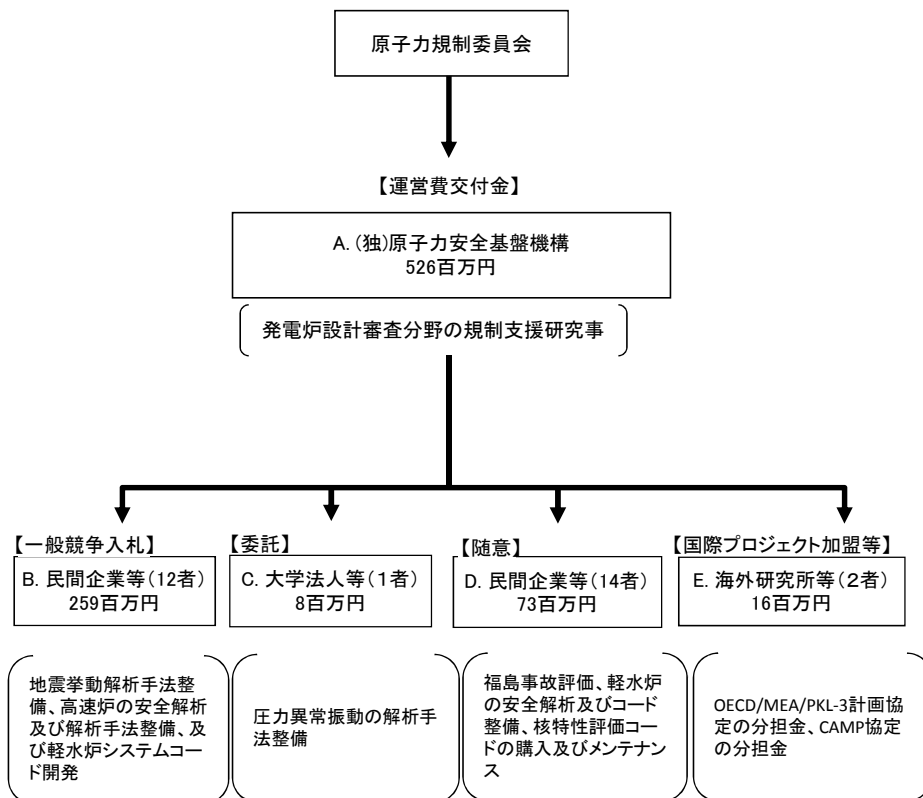 原子力規制委員会
【運営費交付金】
A. (独)原子力安全基盤機構
526百万円
発電炉設計審査分野の規制支援研究事
【一般競争入札】
B. 民間企業等(12者)
259百万円
地震挙動解析手法整
備、高速炉の安全解析
及び解析手法整備、及
び軽水炉システムコー
ド開発
【委託】
C. 大学法人等(1者)
8百万円
圧力異常振動の解析手
法整備
【随意】
D. 民間企業等(14者)
73百万円
福島事故評価、軽水炉
の安全解析及びコード
整備、核特性評価コー
ドの購入及びメンテナン
ス
【国際プロジェクト加盟等】
E. 海外研究所等(2者)
16百万円
OECD/MEA/PKL-3計画協
定の分担金、CAMP協定
の分担金